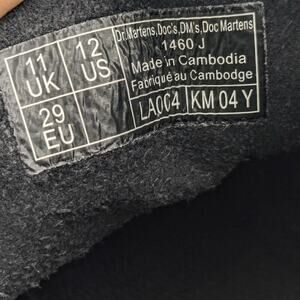 11 UK
12 US
29 EU
Dr.Martens,Doc's,DM's,Doc Martens
1460 J
Made in Cambodia
Fabriqué au Cambodge
LA004
KM 04 Y